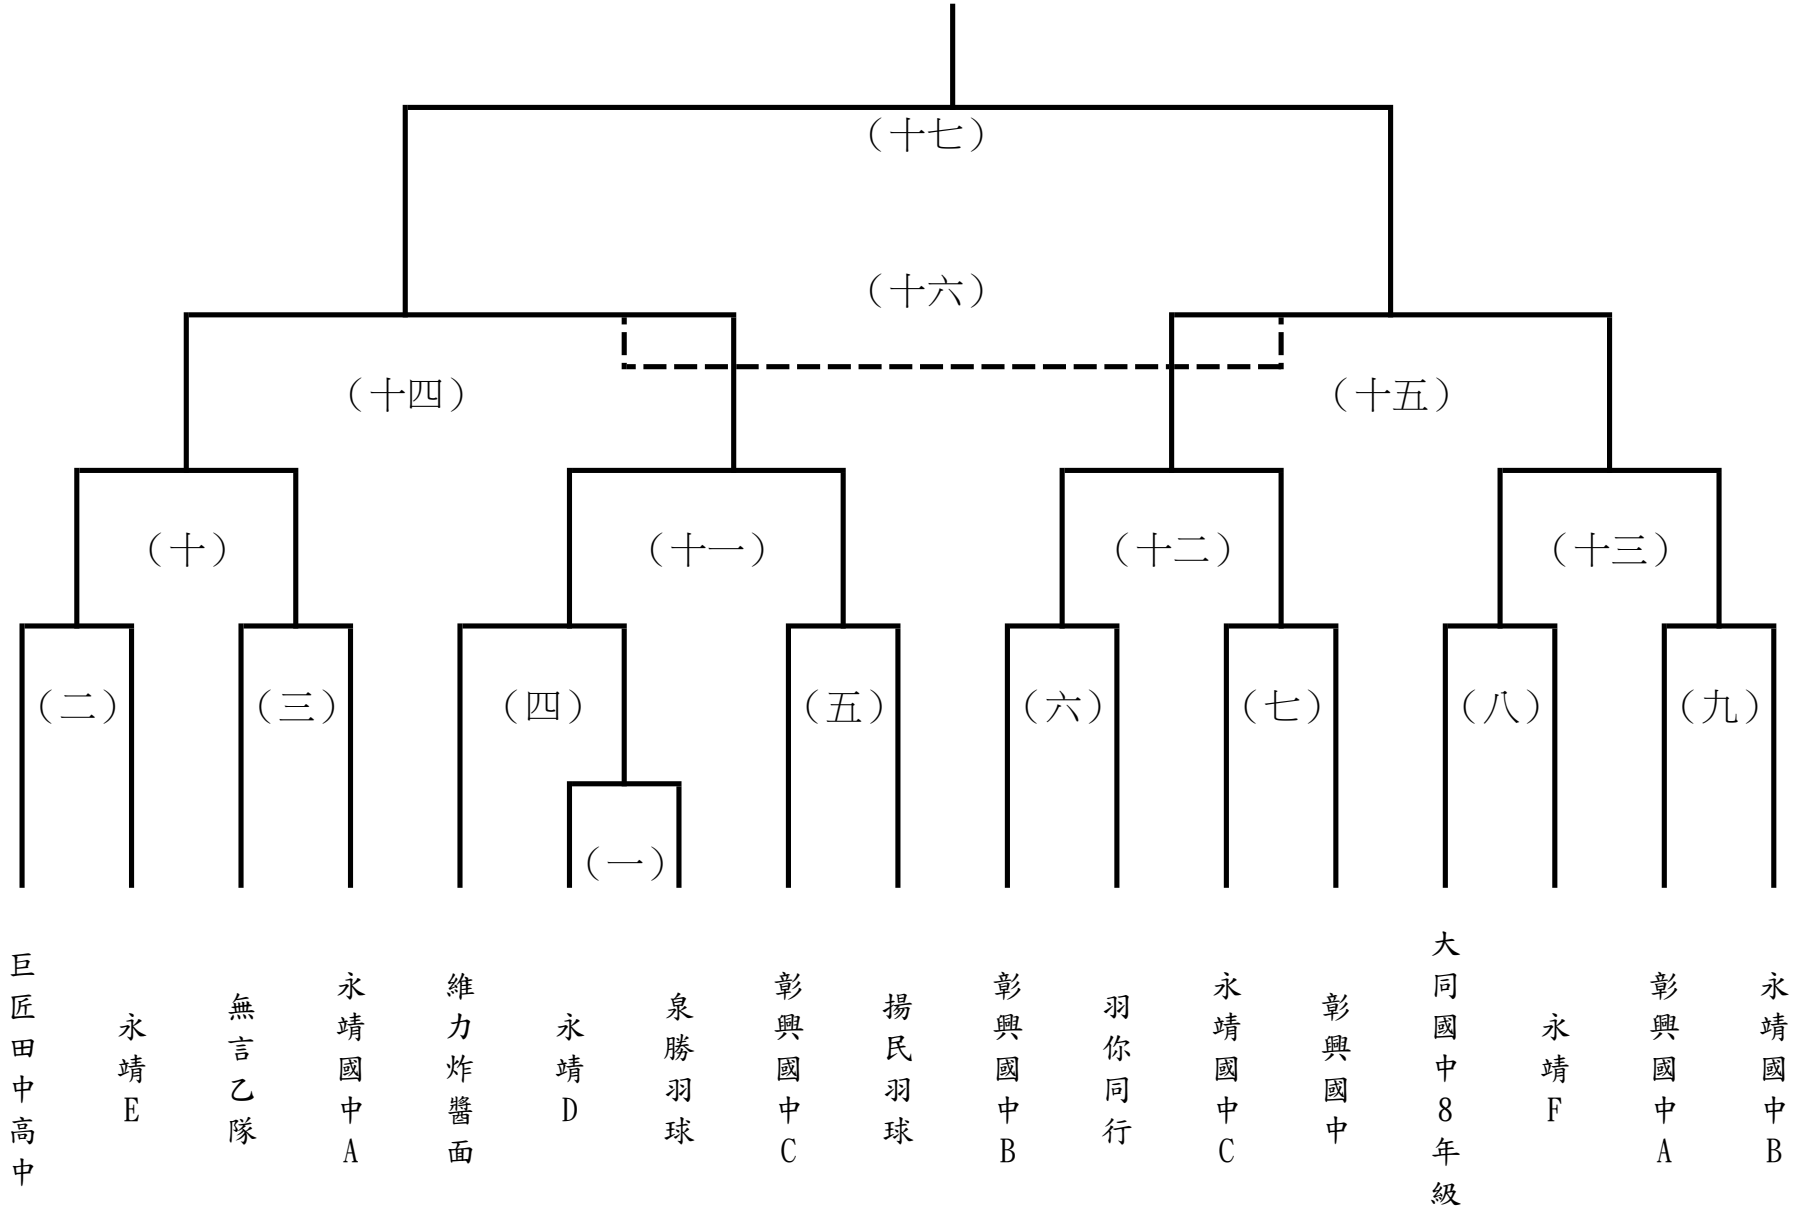 （十七）
（十六）
（十四）
（十五）
（十）
（十一）
（十二）
（十三）
（二）
（三）
（四）
（五）
（六）
（七）
（八）
（九）
（一）
巨匠田中高中
永靖E
無言乙隊
永靖國中A
維力炸醬面
永靖D
泉勝羽球
彰興國中C
揚民羽球
彰興國中B
羽你同行
永靖國中C
彰興國中
大同國中8年級
永靖F
彰興國中A
永靖國中B